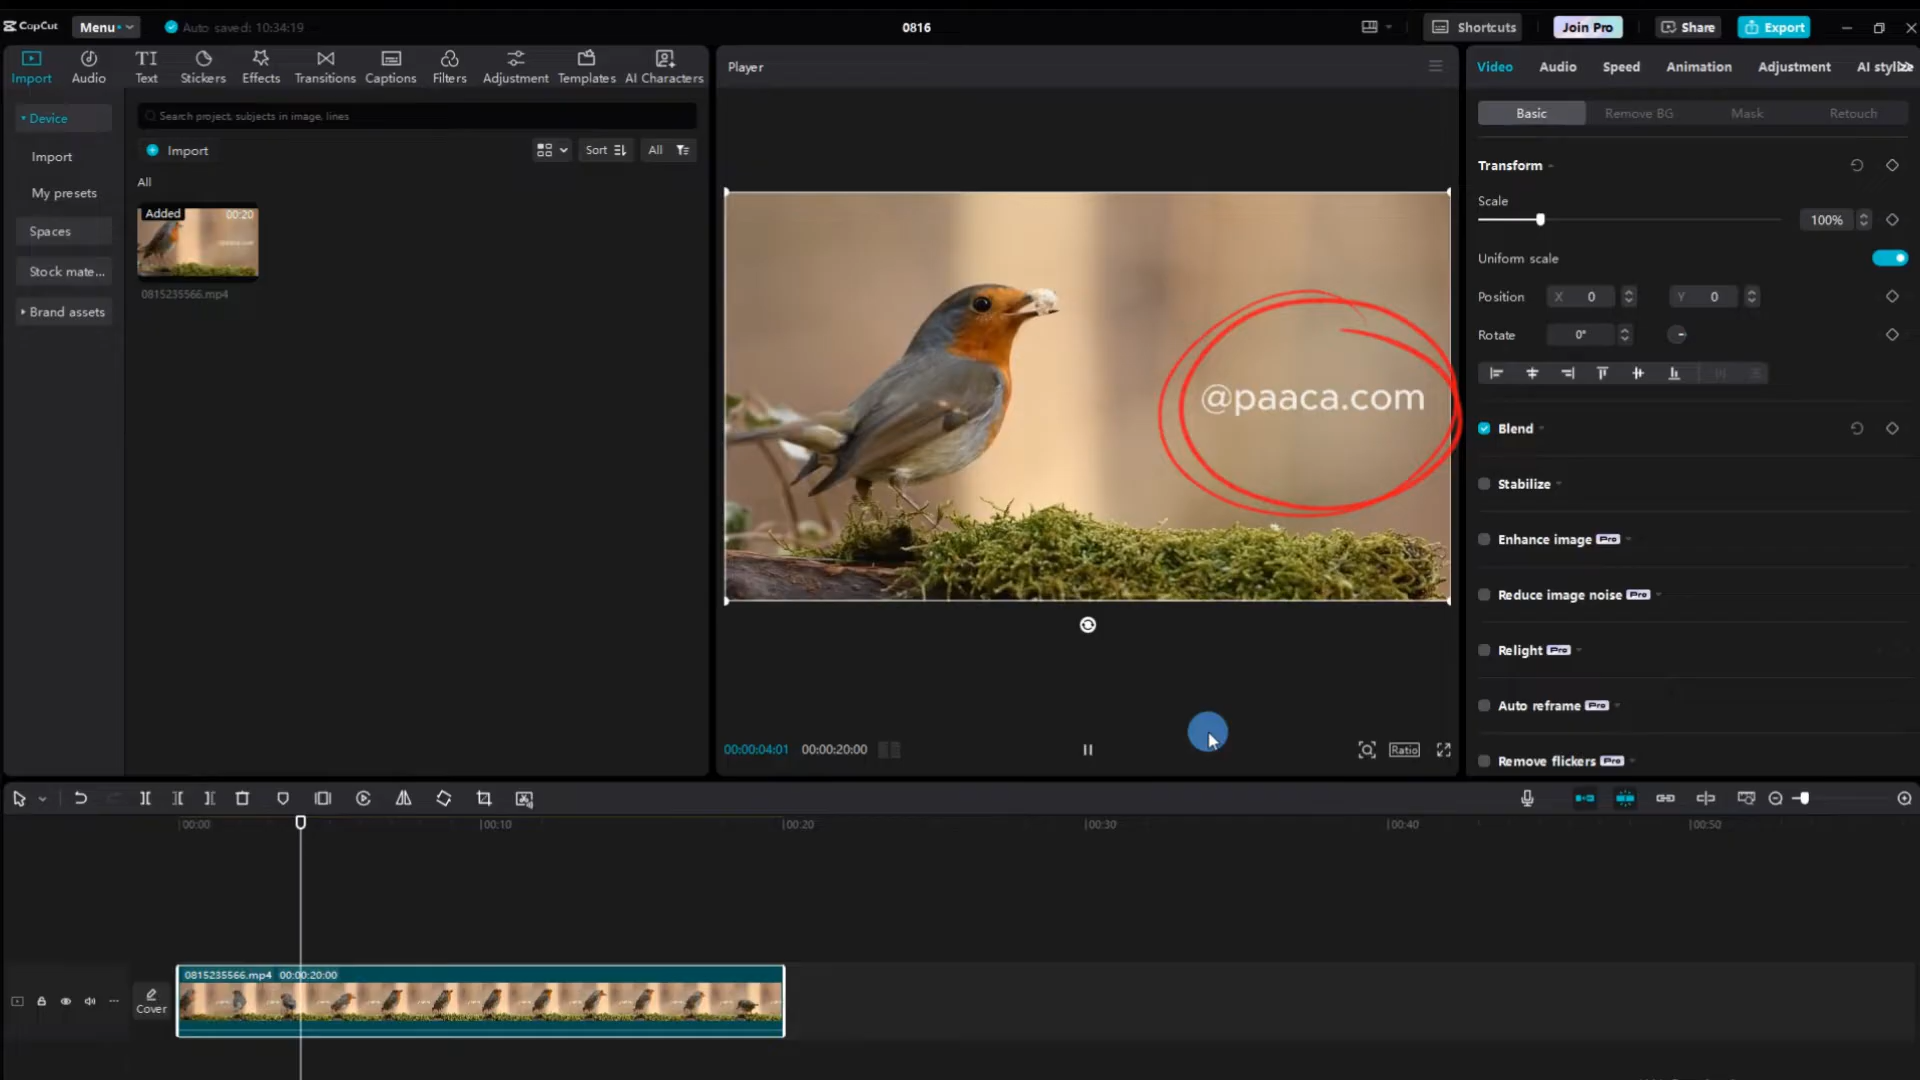 CapCut
Menu
Auto saved: 10:34:19
0816
Shortcuts
Join Pro
Share
Export
Import
Audio
Text
Stickers
Effects
Transitions
Captions
Filters
Adjustment
Templates
AI Characters
Device
Import
My presets
Spaces
Stock mate...
Brand assets
Search project, subjects in image, lines
Import
Sort
All
All
Added
00:20
0815235566.mp4
Player
@paaca.com
00:00:04:01
00:00:20:00
Ratio
Video
Audio
Speed
Animation
Adjustment
Basic
Remove BG
Mask
Retouch
Transform
Scale
100%
Uniform scale
Position
X 0
Y 0
Rotate
0°
Blend
Stabilize
Enhance image Pro
Reduce image noise Pro
Relight Pro
Auto reframe Pro
Remove flickers Pro
00:00
00:10
00:20
00:30
00:40
00:50
Cover
0815235566.mp4 00:00:20:00